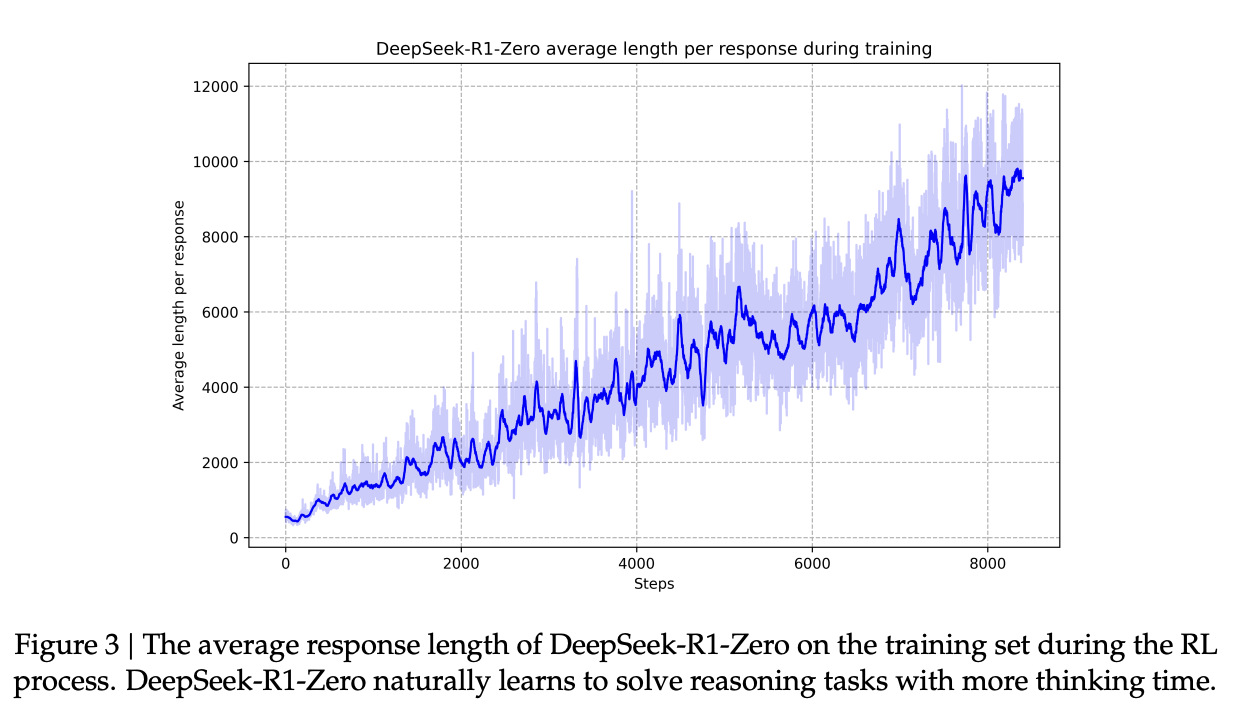 DeepSeek-R1-Zero average length per response during training
12000
10000
8000
6000
4000
2000
0
Average length per response
0 2000 4000 6000 8000
Steps
Figure 3 | The average response length of DeepSeek-R1-Zero on the training set during the RL
process. DeepSeek-R1-Zero naturally learns to solve reasoning tasks with more thinking time.